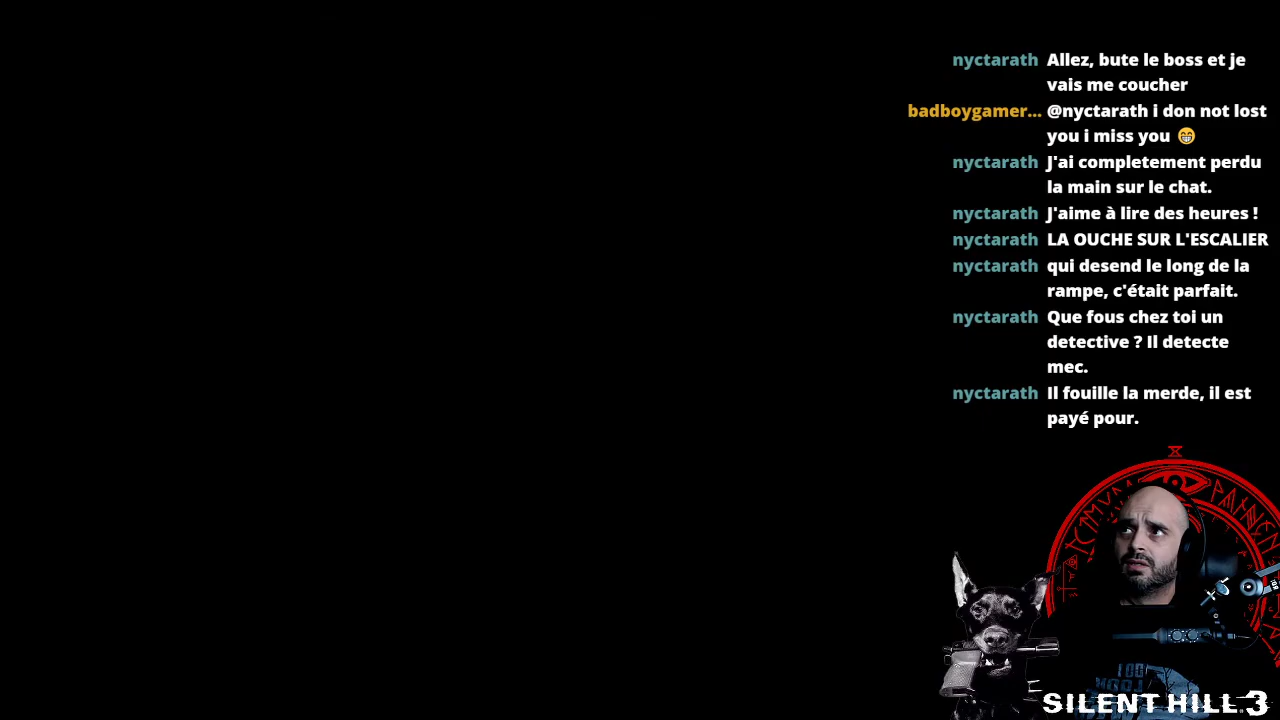 nyctarath Allez, bute le boss et je
vais me coucher
badboygamer... @nyctarath i don not lost
you i miss you 😁
nyctarath J'ai completement perdu
la main sur le chat.
nyctarath J'aime à lire des heures !
nyctarath LA OUCHE SUR L'ESCALIER
nyctarath qui desend le long de la
rampe, c'était parfait.
nyctarath Que fous chez toi un
detective ? Il detecte
mec.
nyctarath Il fouille la merde, il est
payé pour.
SILENT HILL 3